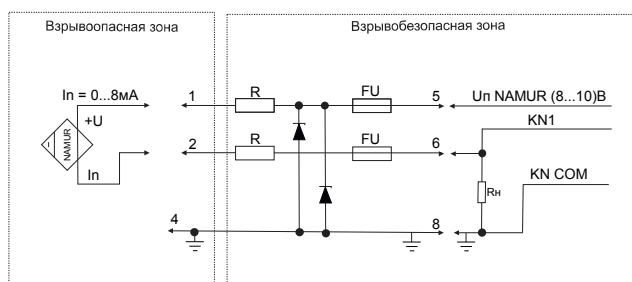 Взрывоопасная зона
Взрывобезопасная зона
In = 0...8мА
1
R
FU
5
Uп NAMUR (8...10)В
+U
NAMUR
KN1
2
R
FU
6
In
KN COM
Rн
4
8